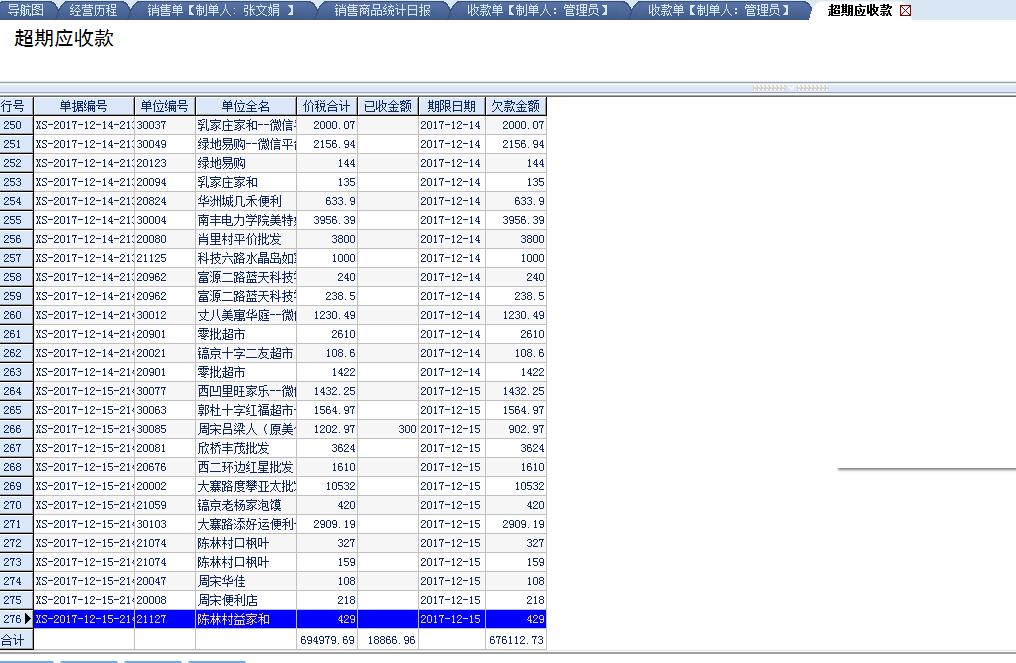 导航图 经营历程 销售单【制单人: 张文娟 】 销售商品统计日报 收款单【制单人: 管理员】 收款单【制单人: 管理员】 超期应收款
超期应收款
行号 单据编号 单位编号 单位全名 价税合计 已收金额 期限日期 欠款金额
250 XS-2017-12-14-213 30037 乳家庄家和--微信 2000.07 2017-12-14 2000.07
251 XS-2017-12-14-213 30049 绿地易购--微信平台 2156.94 2017-12-14 2156.94
252 XS-2017-12-14-213 20123 绿地易购 144 2017-12-14 144
253 XS-2017-12-14-213 20094 乳家庄家和 135 2017-12-14 135
254 XS-2017-12-14-213 20824 华洲城几禾便利 633.9 2017-12-14 633.9
255 XS-2017-12-14-213 30004 南丰电力学院美特 3956.39 2017-12-14 3956.39
256 XS-2017-12-14-213 20080 肖里村平价批发 3800 2017-12-14 3800
257 XS-2017-12-14-213 21125 科技六路水晶岛如 1000 2017-12-14 1000
258 XS-2017-12-14-213 20962 富源二路蓝天科技 240 2017-12-14 240
259 XS-2017-12-14-214 20962 富源二路蓝天科技 238.5 2017-12-14 238.5
260 XS-2017-12-14-214 30012 丈八美寓华庭--微信 1230.49 2017-12-14 1230.49
261 XS-2017-12-14-214 20901 零批超市 2610 2017-12-14 2610
262 XS-2017-12-14-214 20021 镐京十字二友超市 108.6 2017-12-14 108.6
263 XS-2017-12-14-214 20901 零批超市 1422 2017-12-14 1422
264 XS-2017-12-15-214 30077 西凹里旺家乐--微信 1432.25 2017-12-15 1432.25
265 XS-2017-12-15-214 30063 郭杜十字红福超市- 1564.97 2017-12-15 1564.97
266 XS-2017-12-15-214 30085 周宋吕梁人（原美 1202.97 300 2017-12-15 902.97
267 XS-2017-12-15-214 20081 欣桥丰茂批发 3624 2017-12-15 3624
268 XS-2017-12-15-214 20676 西二环边红星批发 1610 2017-12-15 1610
269 XS-2017-12-15-214 20002 大寨路度攀亚太批 10532 2017-12-15 10532
270 XS-2017-12-15-214 21059 镐京老杨家泡馍 420 2017-12-15 420
271 XS-2017-12-15-214 30103 大寨路添好运便利- 2909.19 2017-12-15 2909.19
272 XS-2017-12-15-214 21074 陈林村口枫叶 327 2017-12-15 327
273 XS-2017-12-15-214 21074 陈林村口枫叶 159 2017-12-15 159
274 XS-2017-12-15-214 20047 周宋华佳 108 2017-12-15 108
275 XS-2017-12-15-214 20008 周宋便利店 218 2017-12-15 218
276 XS-2017-12-15-214 21127 陈林村益家和 429 2017-12-15 429
合计 694979.69 18866.96 676112.73